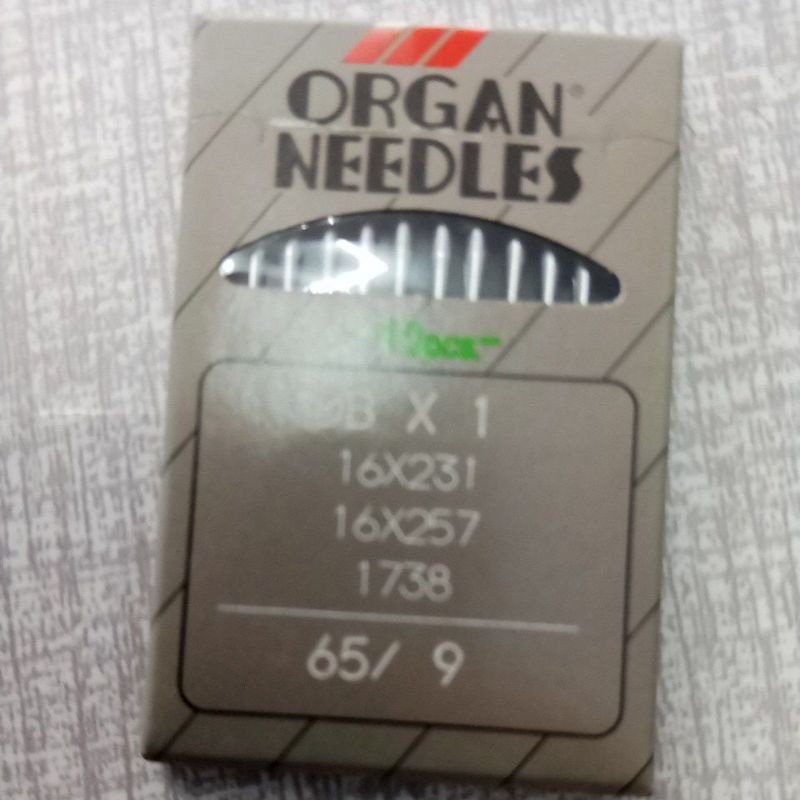 ORGAN®
NEEDLES
B X 1
16X231
16X257
1738
65/ 9